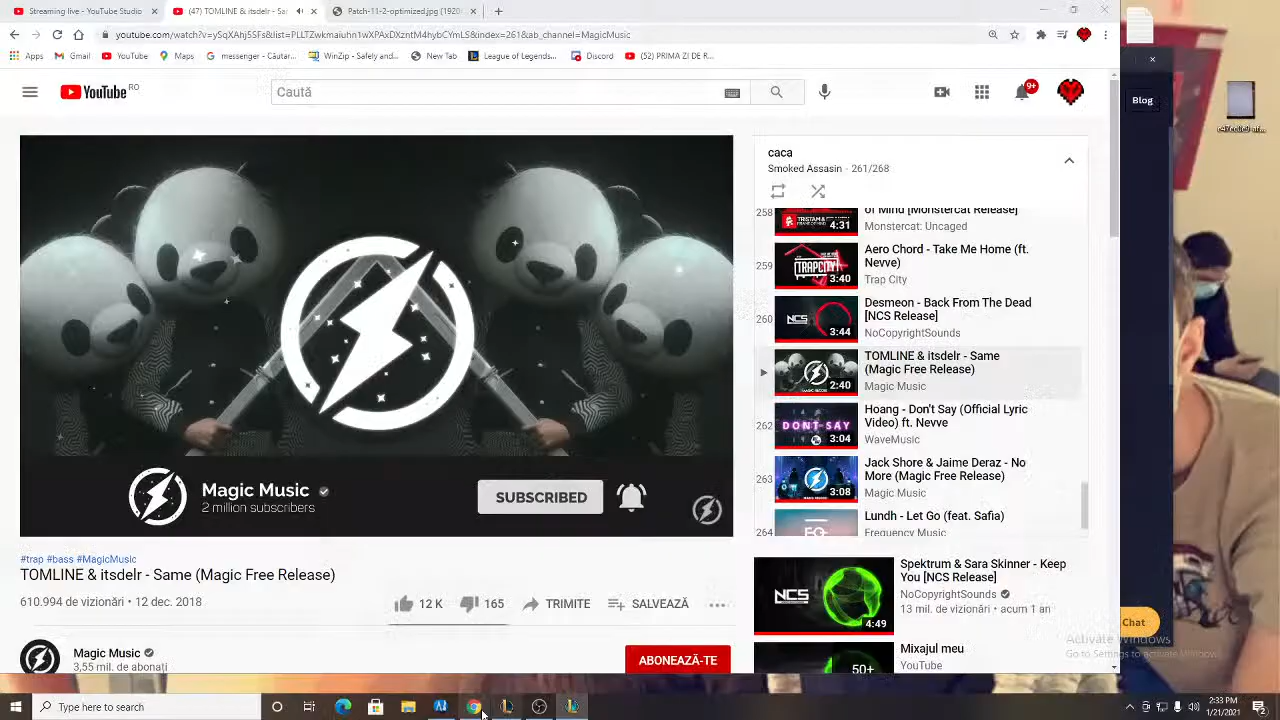 Streaming live - YouTube Studio
(47) TOMLINE & itsdelr - Sa
Patch-11-2-optimized.jpg (1920
Apps
Gmail
YouTube
Maps
messenger - Căutar...
WinZip - Safely and...
New Tab
League of Legends...
Discord
(52) PRIMA ZI DE R...
YouTube
RO
Caută
9+
Blog
caca
Smoked Assasin - 261/268
258
of Mind [Monstercat Release]
Monstercat: Uncaged
4:31
259
Aero Chord - Take Me Home (ft.
Nevve)
Trap City
TRAPCITY
3:40
260
Desmeon - Back From The Dead
[NCS Release]
NoCopyrightSounds
NCS
3:44
TOMLINE & itsdelr - Same
(Magic Free Release)
Magic Music
2:40
262
Hoang - Don't Say (Official Lyric
Video) ft. Nevve
WaveMusic
DONT SAY
3:04
263
Jack Shore & Jaime Deraz - No
More (Magic Free Release)
Magic Music
3:08
264
Lundh - Let Go (feat. Safia)
Frequency Music
Magic Music
2 million subscribers
SUBSCRIBED
#trap #bass #MagicMusic
TOMLINE & itsdelr - Same (Magic Free Release)
610.994 de vizionări • 12 dec. 2018
12 K
165
TRIMITE
SALVEAZĂ
Magic Music
3,55 mil. de abonați
ABONEAZĂ-TE
Spektrum & Sara Skinner - Keep
You [NCS Release]
NoCopyrightSounds
13 mil. de vizionări • acum 1 an
NCS
4:49
Mixajul meu
YouTube
50+
Chat
Activate Windows
Go to Settings to activate Windows.
Type here to search
2:33 PM
1/21/2021
2